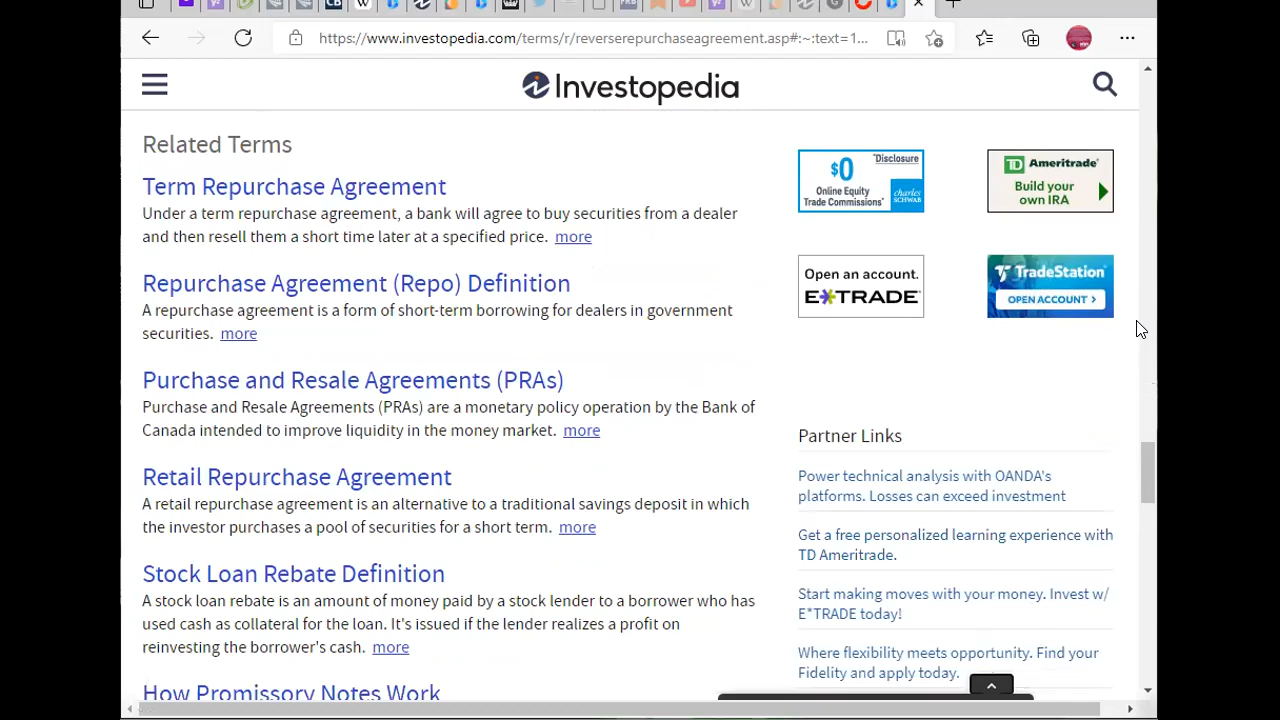 https://www.investopedia.com/terms/r/reverserepurchaseagreement.asp#:~:text=1...
Investopedia
Related Terms
Term Repurchase Agreement
Under a term repurchase agreement, a bank will agree to buy securities from a dealer
and then resell them a short time later at a specified price. more
Repurchase Agreement (Repo) Definition
A repurchase agreement is a form of short-term borrowing for dealers in government
securities. more
Purchase and Resale Agreements (PRAs)
Purchase and Resale Agreements (PRAs) are a monetary policy operation by the Bank of
Canada intended to improve liquidity in the money market. more
Retail Repurchase Agreement
A retail repurchase agreement is an alternative to a traditional savings deposit in which
the investor purchases a pool of securities for a short term. more
Stock Loan Rebate Definition
A stock loan rebate is an amount of money paid by a stock lender to a borrower who has
used cash as collateral for the loan. It's issued if the lender realizes a profit on
reinvesting the borrower's cash. more
How Promissory Notes Work
*Disclosure
$0
Online Equity
Trade Commissions*
charles
SCHWAB
TD Ameritrade
Build your
own IRA
Open an account.
E*TRADE
TradeStation
OPEN ACCOUNT >
Partner Links
Power technical analysis with OANDA's
platforms. Losses can exceed investment
Get a free personalized learning experience with
TD Ameritrade.
Start making moves with your money. Invest w/
E*TRADE today!
Where flexibility meets opportunity. Find your
Fidelity and apply today.